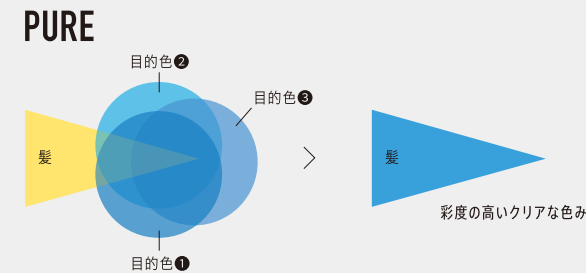 PURE
目的色❷
目的色❸
髪
髪
彩度の高いクリアな色み
目的色❶